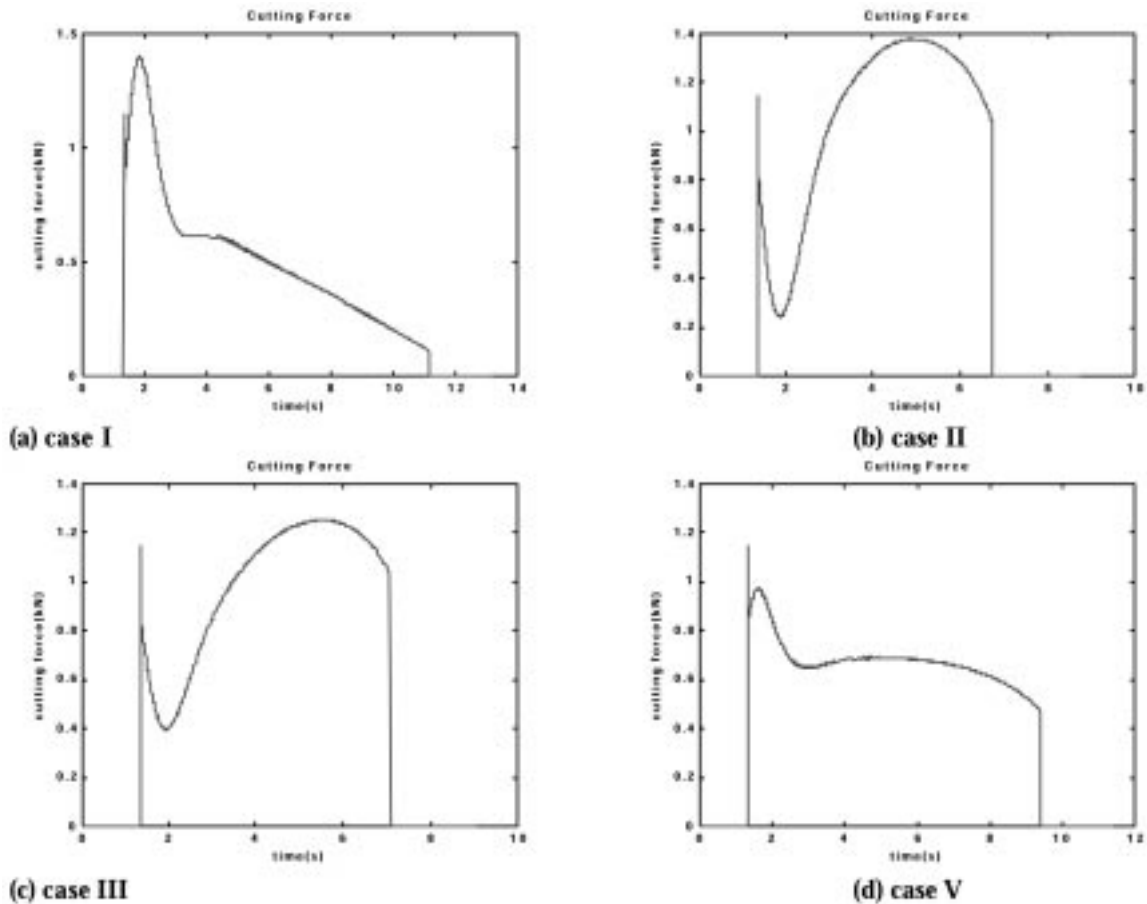 Cutting Force
1.5
1
0.5
0
cutting force(kN)
0 2 4 6 8 10 12 14
time(s)
(a) case I
Cutting Force
1.4
1.2
1
0.8
0.6
0.4
0.2
0
cutting force(kN)
0 2 4 6 8 10
time(s)
(b) case II
Cutting Force
1.4
1.2
1
0.8
0.6
0.4
0.2
0
cutting force(kN)
0 2 4 6 8 10
time(s)
(c) case III
Cutting Force
1.4
1.2
1
0.8
0.6
0.4
0.2
0
cutting force(kN)
0 2 4 6 8 10 12
time(s)
(d) case V